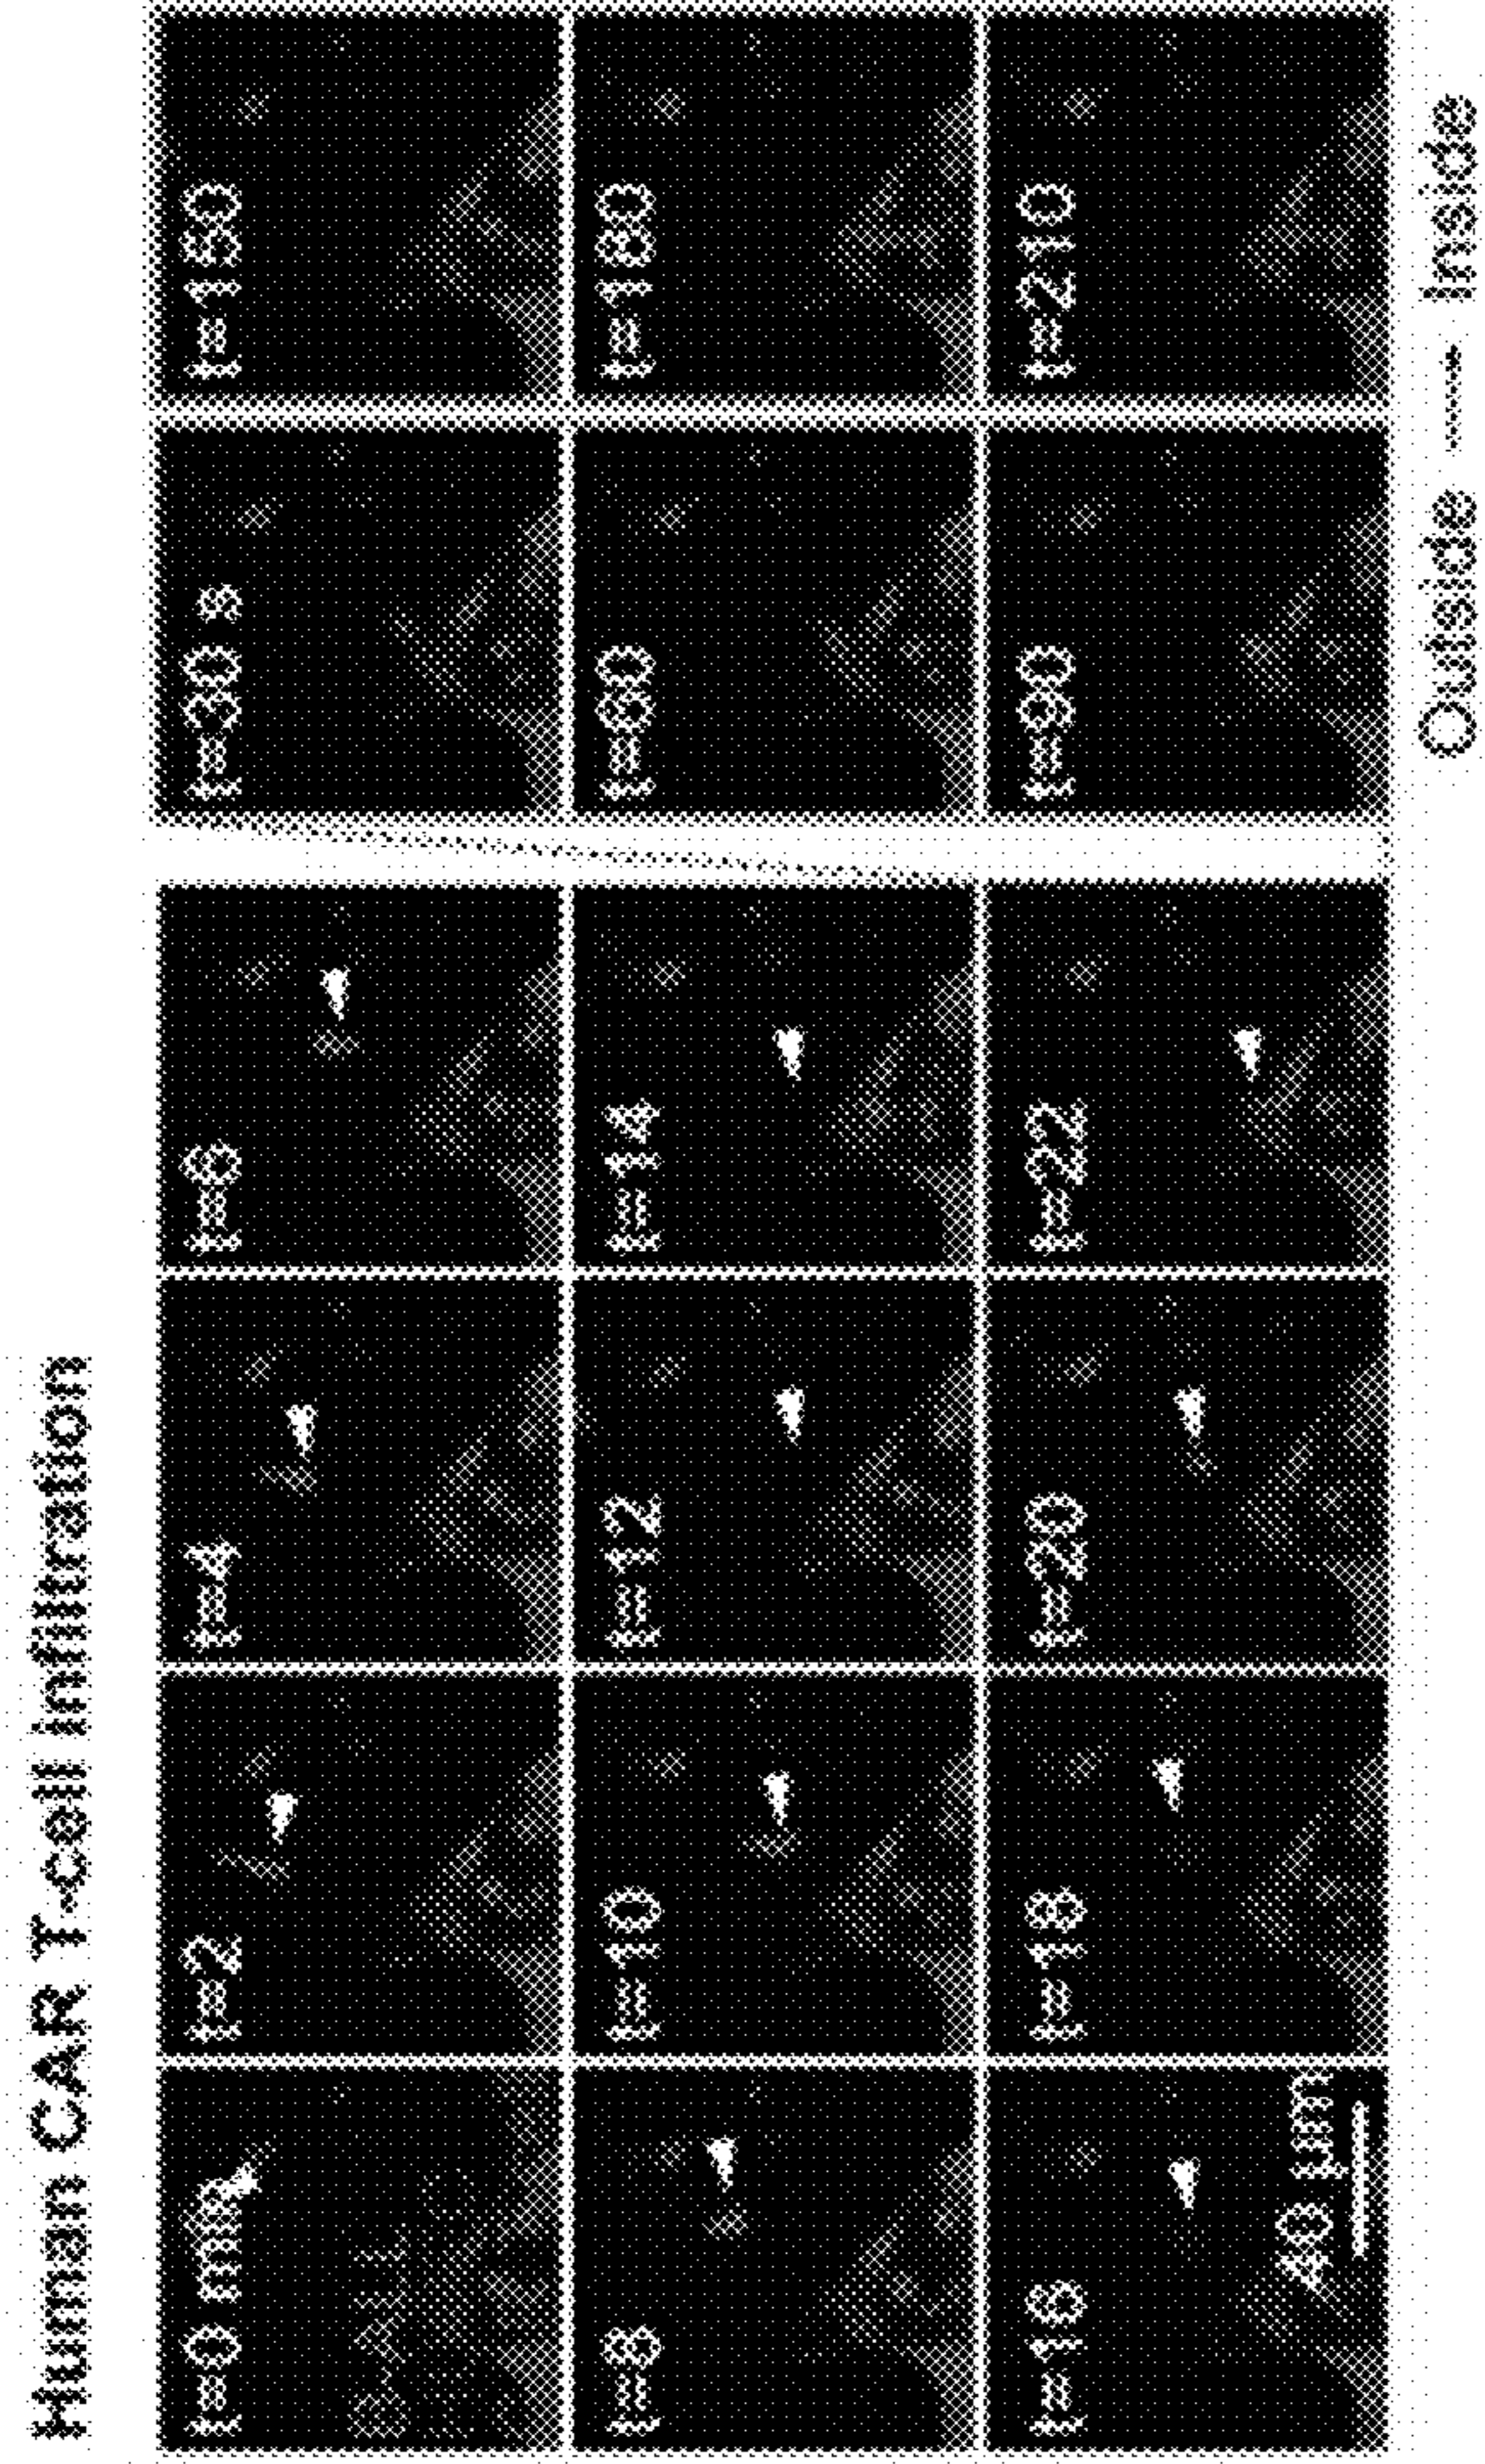 Human CAR T-cell infiltration
t=0 min
t=2
t=4
t=6
t=30 s
t=150
t=8
t=10
t=12
t=14
t=60
t=180
t=16
t=18
t=20
t=22
t=90
t=210
40 µm
Outside → Inside